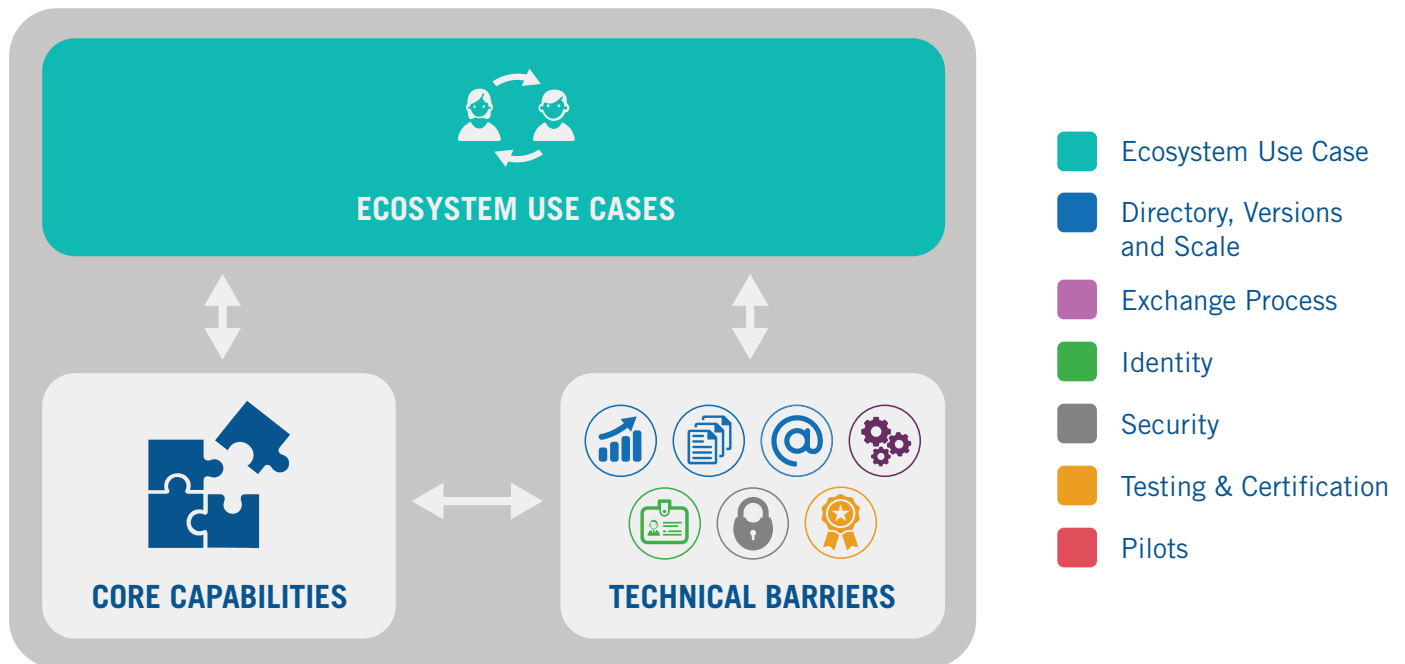 ECOSYSTEM USE CASES
CORE CAPABILITIES
TECHNICAL BARRIERS
Ecosystem Use Case
Directory, Versions
and Scale
Exchange Process
Identity
Security
Testing & Certification
Pilots